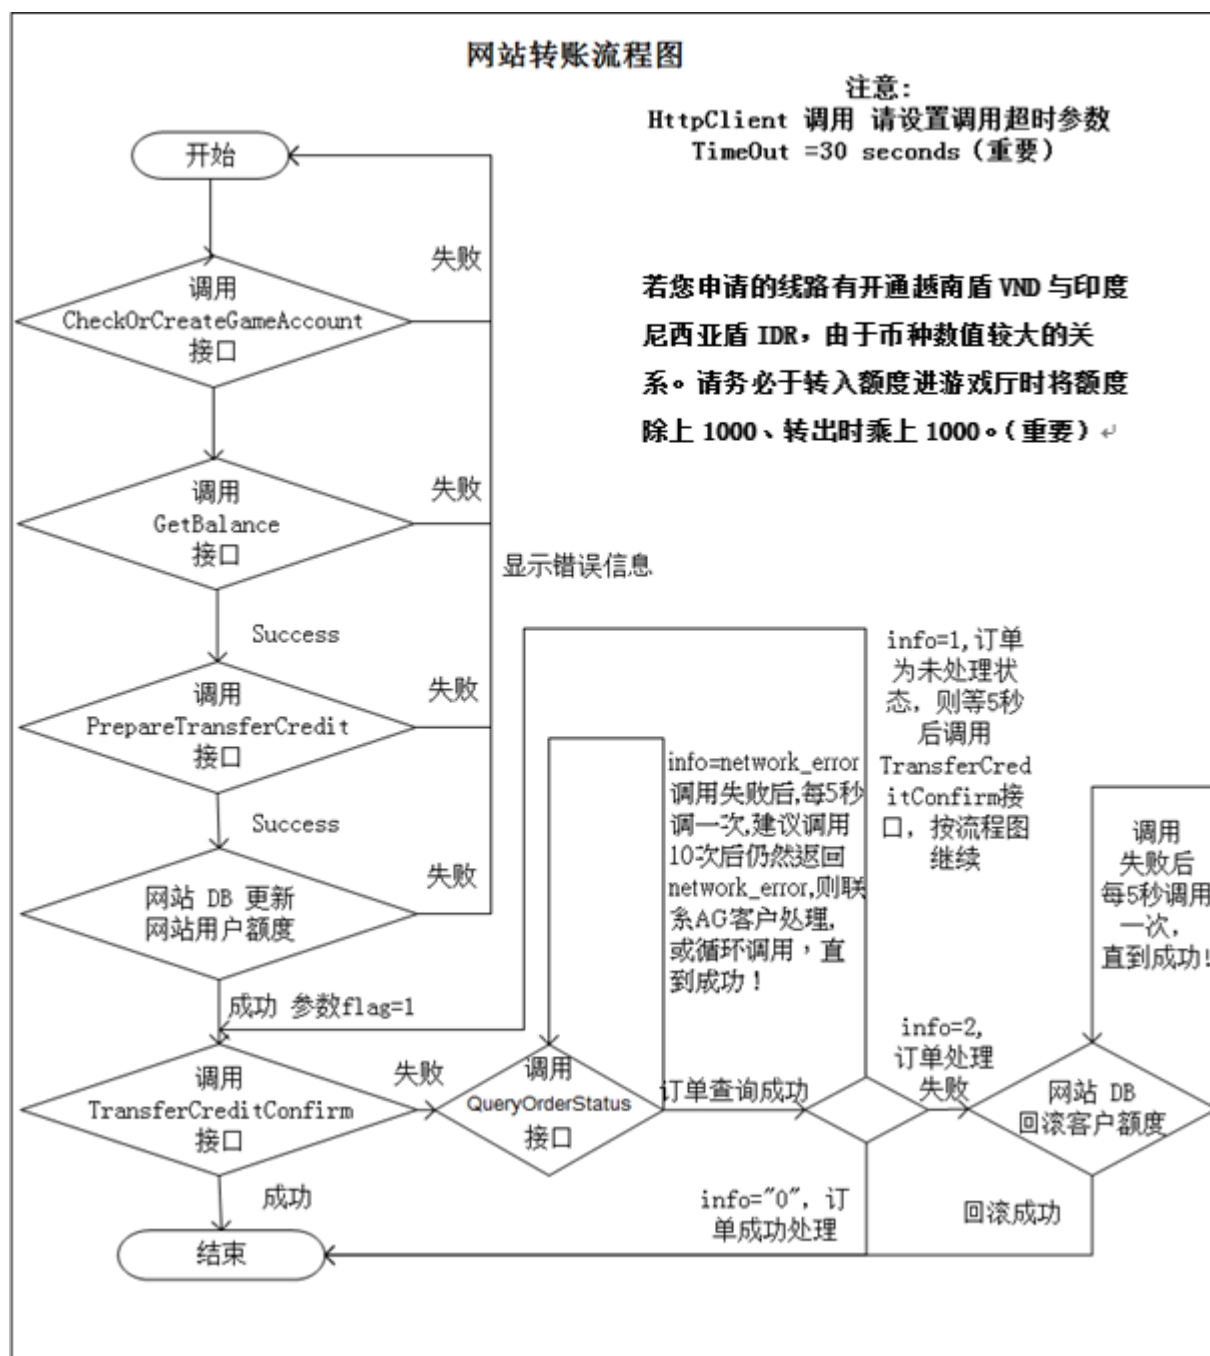 网站转账流程图
注意:
HttpClient 调用 请设置调用超时参数
TimeOut =30 seconds（重要）
开始
失败
调用
CheckOrCreateGameAccount
接口
若您申请的线路有开通越南盾 VND 与印度
尼西亚盾 IDR，由于币种数值较大的关
系。请务必于转入额度进游戏厅时将额度
除上 1000、转出时乘上 1000。（重要）
失败
调用
GetBalance
接口
显示错误信息
Success
失败
调用
PrepareTransferCredit
接口
info=1,订单
为未处理状
态，则等5秒
后调用
TransferCred
itConfirm接
口，按流程图
继续
info=network_error
调用失败后,每5秒
调一次,建议调用
10次后仍然返回
network_error,则联
系AG客户处理,
或循环调用，直
到成功！
Success
失败
网站 DB 更新
网站用户额度
调用
失败后
每5秒调用
一次，
直到成功!
成功 参数flag=1
调用
TransferCreditConfirm
接口
失败
调用
QueryOrderStatus
接口
订单查询成功
info=2,
订单处理
失败
网站 DB
回滚客户额度
成功
info="0"，订
单成功处理
回滚成功
结束